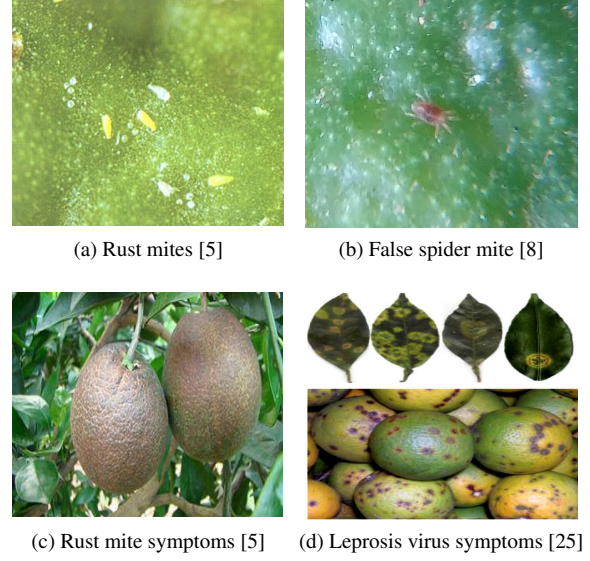 (a) Rust mites [5]
(b) False spider mite [8]
(c) Rust mite symptoms [5]
(d) Leprosis virus symptoms [25]